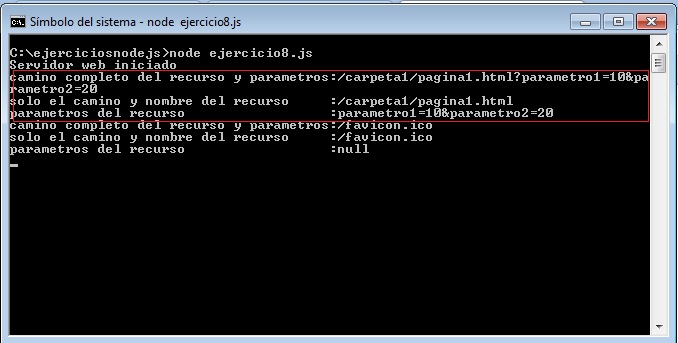 Símbolo del sistema - node ejercicio8.js
C:\ejerciciosnodejs>node ejercicio8.js
Servidor web iniciado
camino completo del recurso y parametros:/carpeta1/pagina1.html?parametro1=10&pa
rametro2=20
solo el camino y nombre del recurso     :/carpeta1/pagina1.html
parametros del recurso                  :parametro1=10&parametro2=20
camino completo del recurso y parametros:/favicon.ico
solo el camino y nombre del recurso     :/favicon.ico
parametros del recurso                  :null